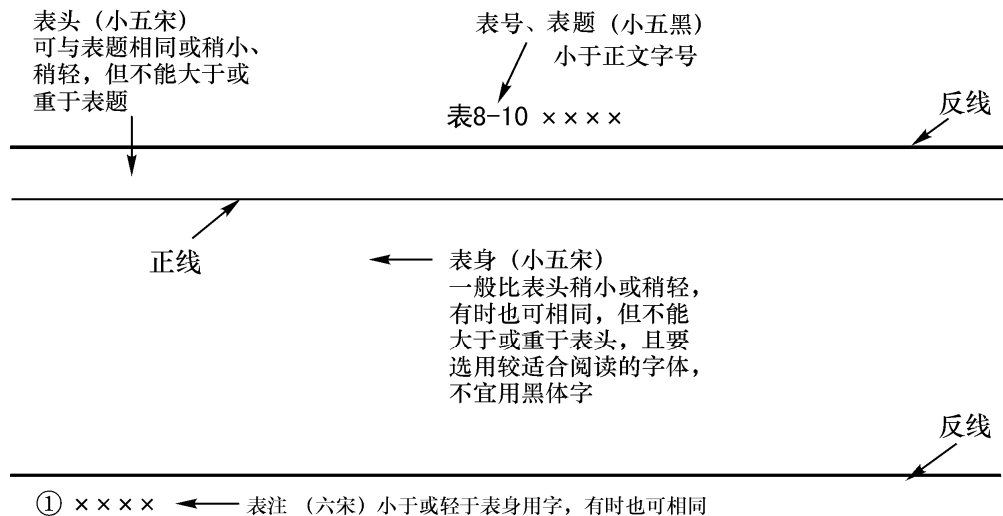 表头（小五宋）
可与表题相同或稍小、
稍轻，但不能大于或
重于表题
表号、表题（小五黑）
小于正文字号
表8-10 ××××
反线
正线
表身（小五宋）
一般比表头稍小或稍轻，
有时也可相同，但不能
大于或重于表头，且要
选用较适合阅读的字体，
不宜用黑体字
反线
① ×××× 表注 （六宋）小于或轻于表身用字，有时也可相同